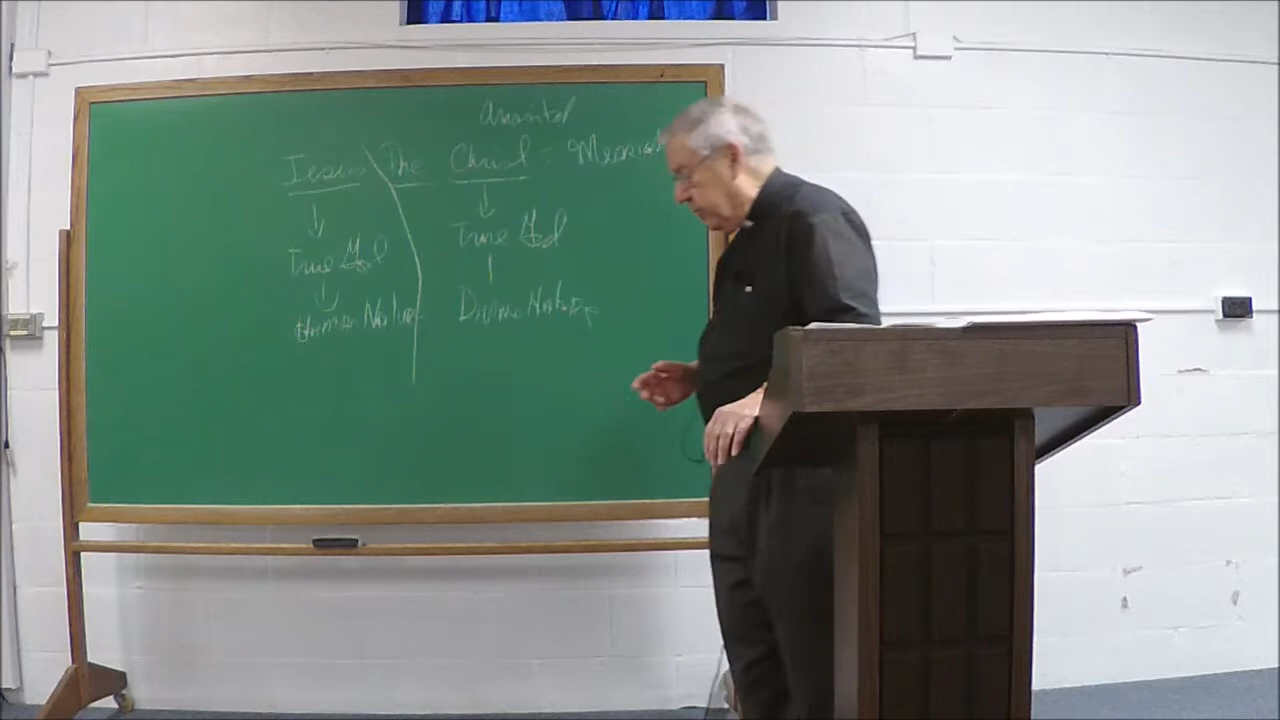 anointed
Jesus The Christ = Messiah
True God
True God
Human Nature
Divine Nature